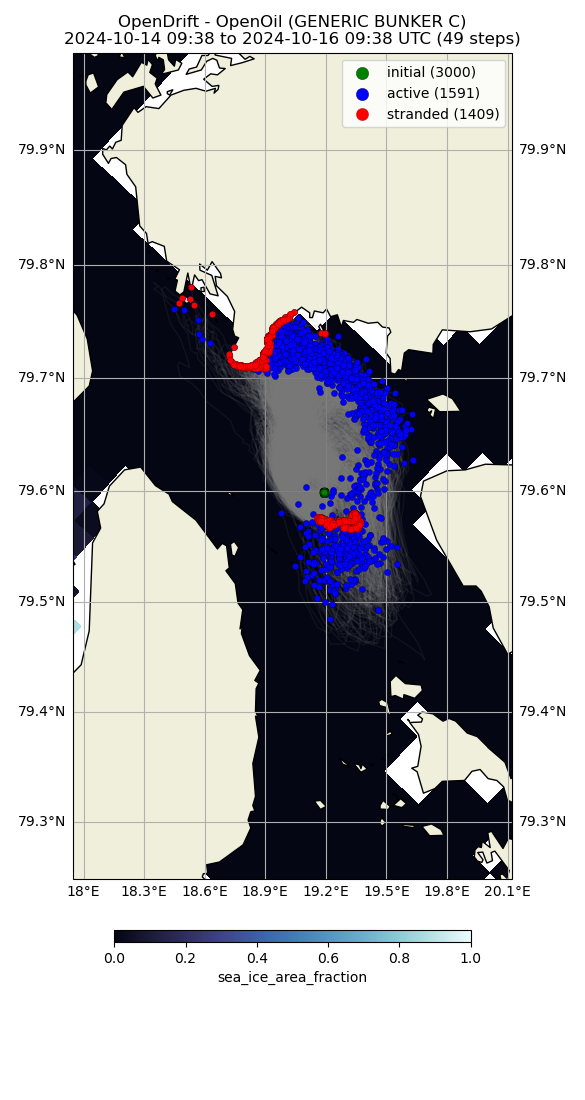 OpenDrift - OpenOil (GENERIC BUNKER C)
2024-10-14 09:38 to 2024-10-16 09:38 UTC (49 steps)
initial (3000)
active (1591)
stranded (1409)
79.9°N 79.9°N
79.8°N 79.8°N
79.7°N 79.7°N
79.6°N 79.6°N
79.5°N 79.5°N
79.4°N 79.4°N
79.3°N 79.3°N
18°E 18.3°E 18.6°E 18.9°E 19.2°E 19.5°E 19.8°E 20.1°E
0.0 0.2 0.4 0.6 0.8 1.0
sea_ice_area_fraction